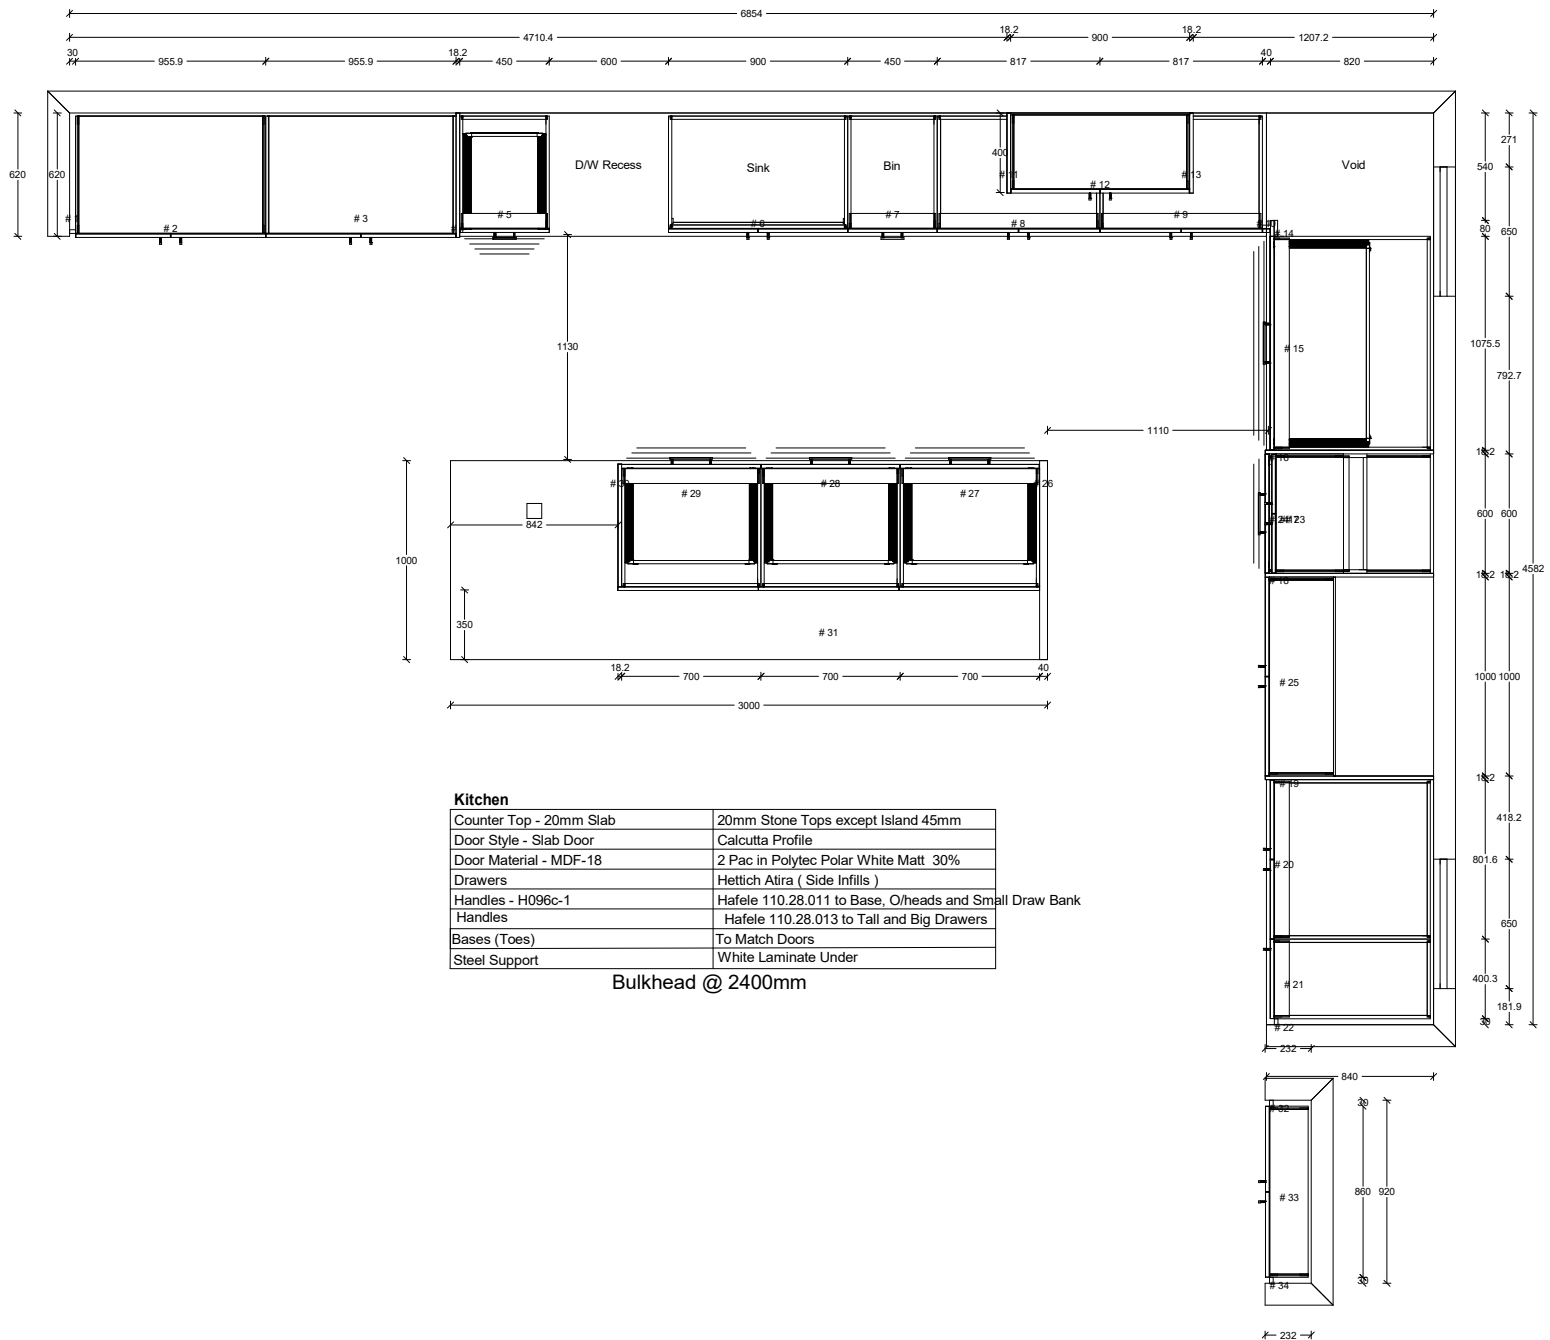 6854
4710.4 18.2 900 18.2 1207.2
30 955.9 955.9 18.2 450 600 900 450 817 817 40 820
620 620 # 1 # 2 # 3 # 5 D/W Recess Sink # 6 Bin # 7 # 8 400 # 11 # 12 # 13 # 9 Void
# 14 540 80 271 650
1130
# 15 1075.5 792.7 4582
1110
18.2
# 30 # 29 # 28 # 27 # 26
842
1000
350
# 31
18.2 700 700 700 40
3000
# 16 # 23 600 600
18.2 18.2
# 18
# 25 1000 1000
18.2
# 19
418.2
# 20 801.6
650
# 21 400.3
181.9
# 22 30
232
840
Kitchen
Counter Top - 20mm Slab 20mm Stone Tops except Island 45mm
Door Style - Slab Door Calcutta Profile
Door Material - MDF-18 2 Pac in Polytec Polar White Matt 30%
Drawers Hettich Atira ( Side Infills )
Handles - H096c-1 Hafele 110.28.011 to Base, O/heads and Small Draw Bank
Handles Hafele 110.28.013 to Tall and Big Drawers
Bases (Toes) To Match Doors
Steel Support White Laminate Under
Bulkhead @ 2400mm
# 32 30
# 33 860 920
# 34 30
232